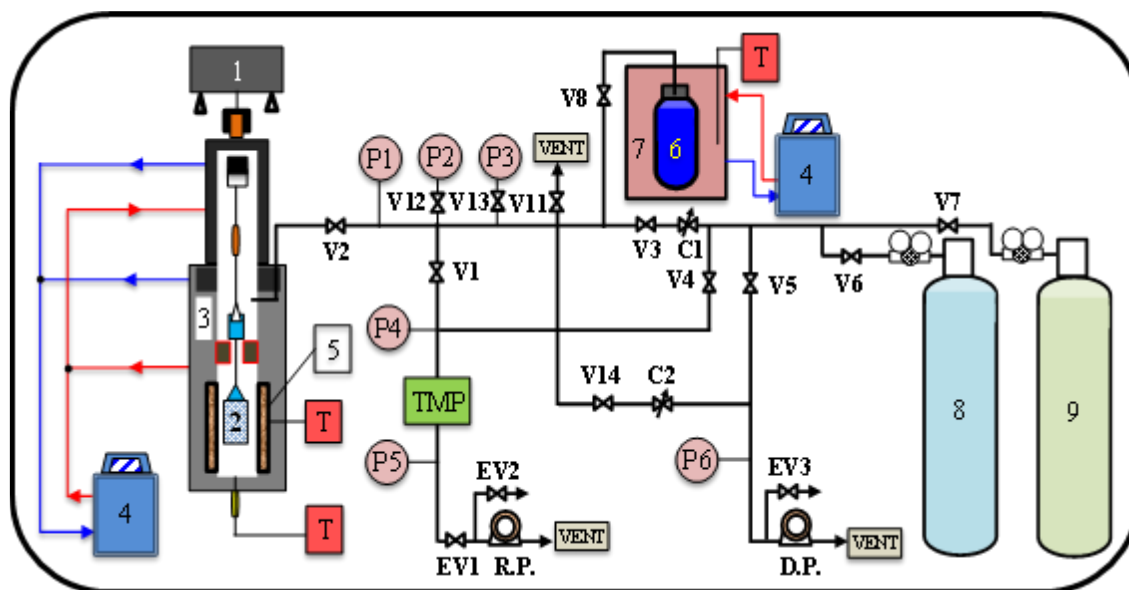 1
T
V8
7
6
4
P1
P2
P3
VENT
V12
V13
V11
V7
V2
V3
C1
V6
V1
V4
V5
3
P4
5
V14
C2
TMP
2
T
8
9
P5
EV2
P6
EV3
4
T
VENT
VENT
EV1
R.P.
D.P.